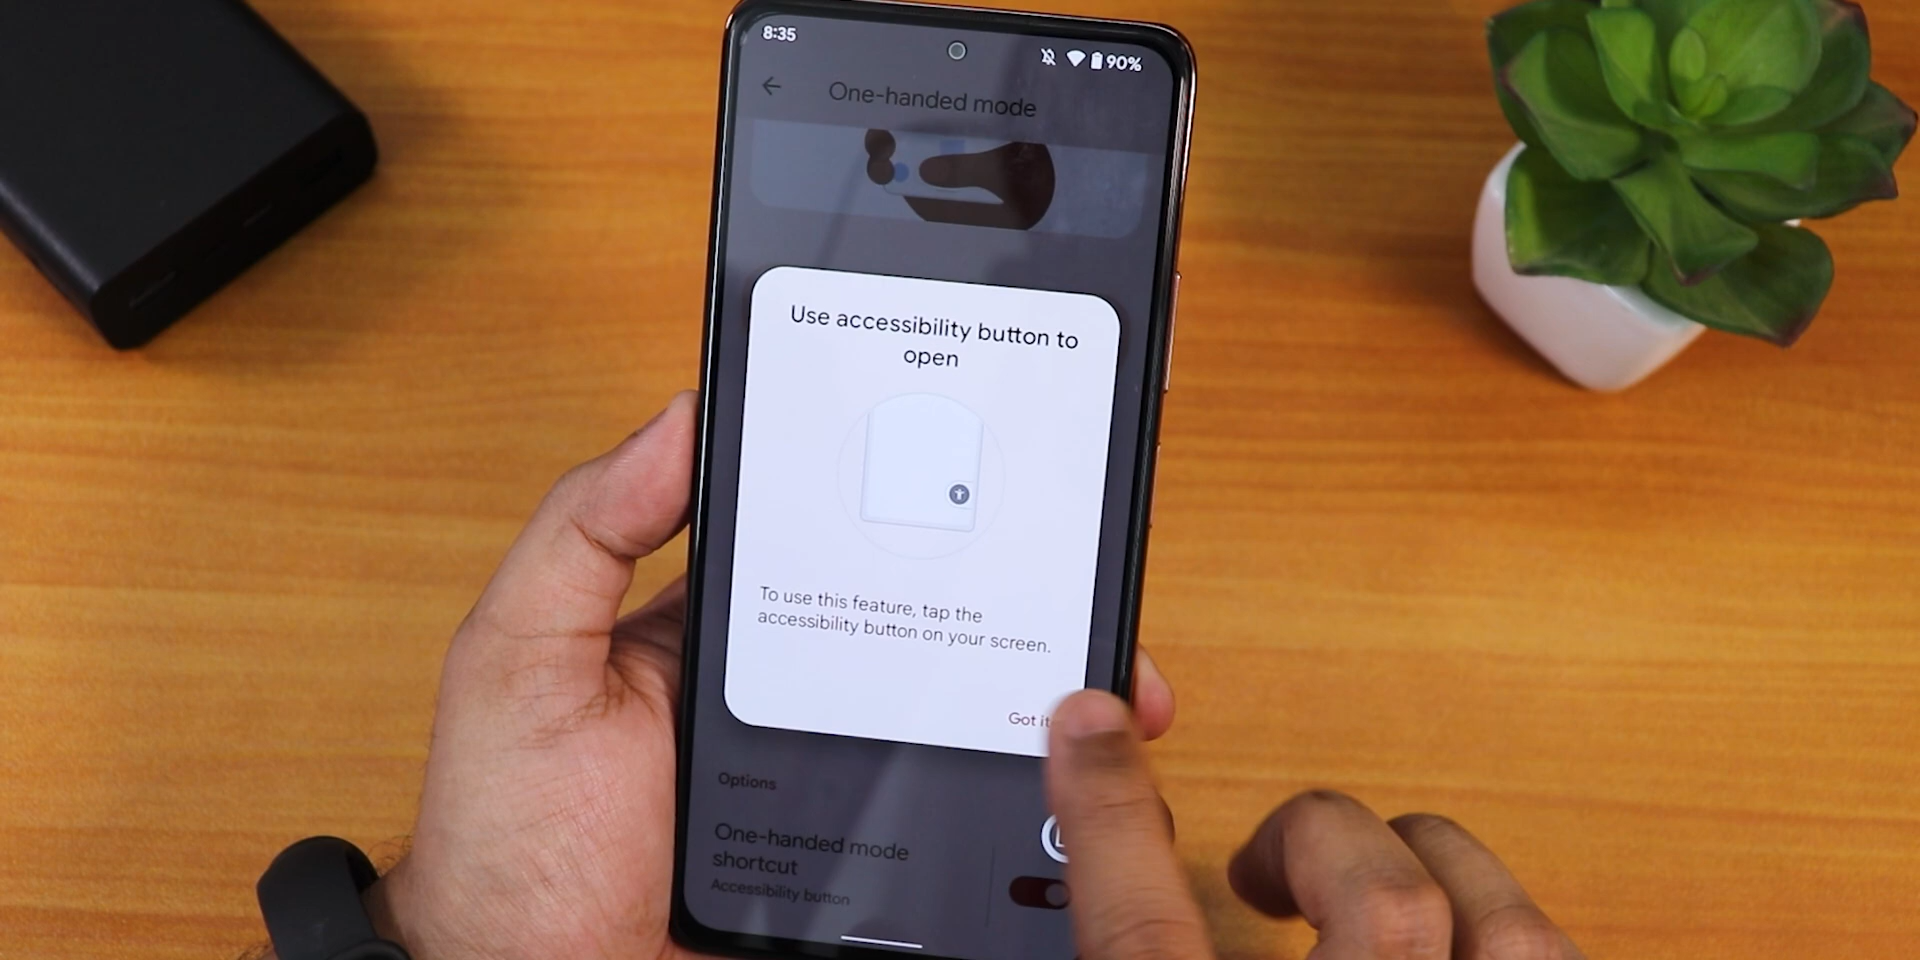 8:35
90%
One-handed mode
Use accessibility button to
open
To use this feature, tap the
accessibility button on your screen.
Got it
Options
One-handed mode
shortcut
Accessibility button